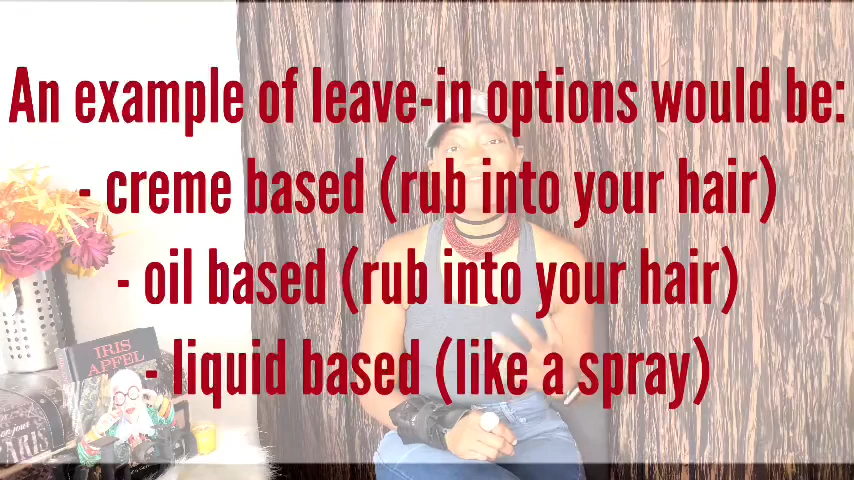 An example of leave-in options would be:
- creme based (rub into your hair)
- oil based (rub into your hair)
- liquid based (like a spray)
IRIS
APFEL
PARIS